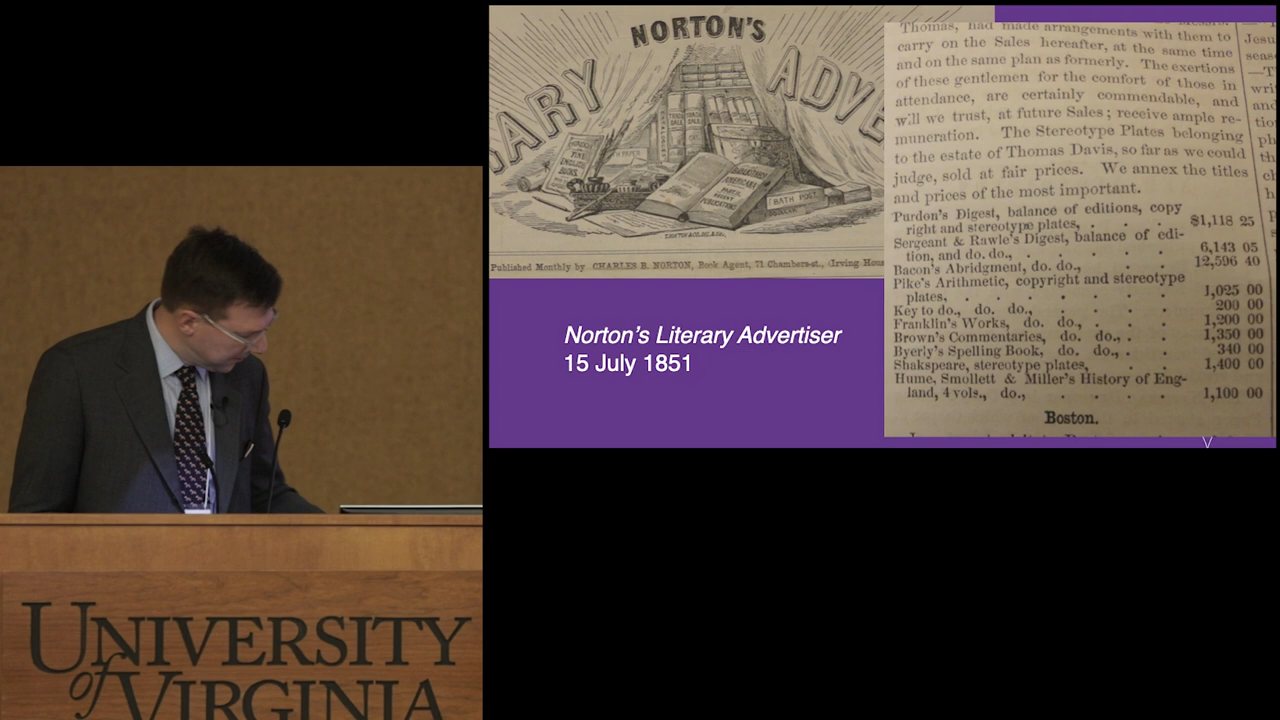 NORTON'S
ARY ADVE
Published Monthly by CHARLES B. NORTON, Book Agent, 71 Chambers-st., (Irving Hou
Norton's Literary Advertiser
15 July 1851
Thomas, had made arrangements with them to
carry on the Sales hereafter, at the same time
and on the same plan as formerly. The exertions
of these gentlemen for the comfort of those in
attendance, are certainly commendable, and
will we trust, at future Sales; receive ample re-
muneration. The Stereotype Plates belonging
to the estate of Thomas Davis, so far as we could
judge, sold at fair prices. We annex the titles
and prices of the most important.
Purdon's Digest, balance of editions, copy
right and stereotype plates, . . . $1,118 25
Sergeant & Rawle's Digest, balance of edi-
tion, and do. do., . . . . 6,143 05
Bacon's Abridgment, do. do., . . 12,596 40
Pike's Arithmetic, copyright and stereotype
plates, . . . . . . 1,025 00
Key to do., do. do., . . . 200 00
Franklin's Works, do. do., . . . 1,200 00
Brown's Commentaries, do. do., . . 1,350 00
Byerly's Spelling Book, do. do., . . 340 00
Shakspeare, stereotype plates, . . 1,400 00
Hume, Smollett & Miller's History of Eng-
land, 4 vols., do., . . . . 1,100 00
Boston.
BATH POST
UNIVERSITY
of VIRGINIA